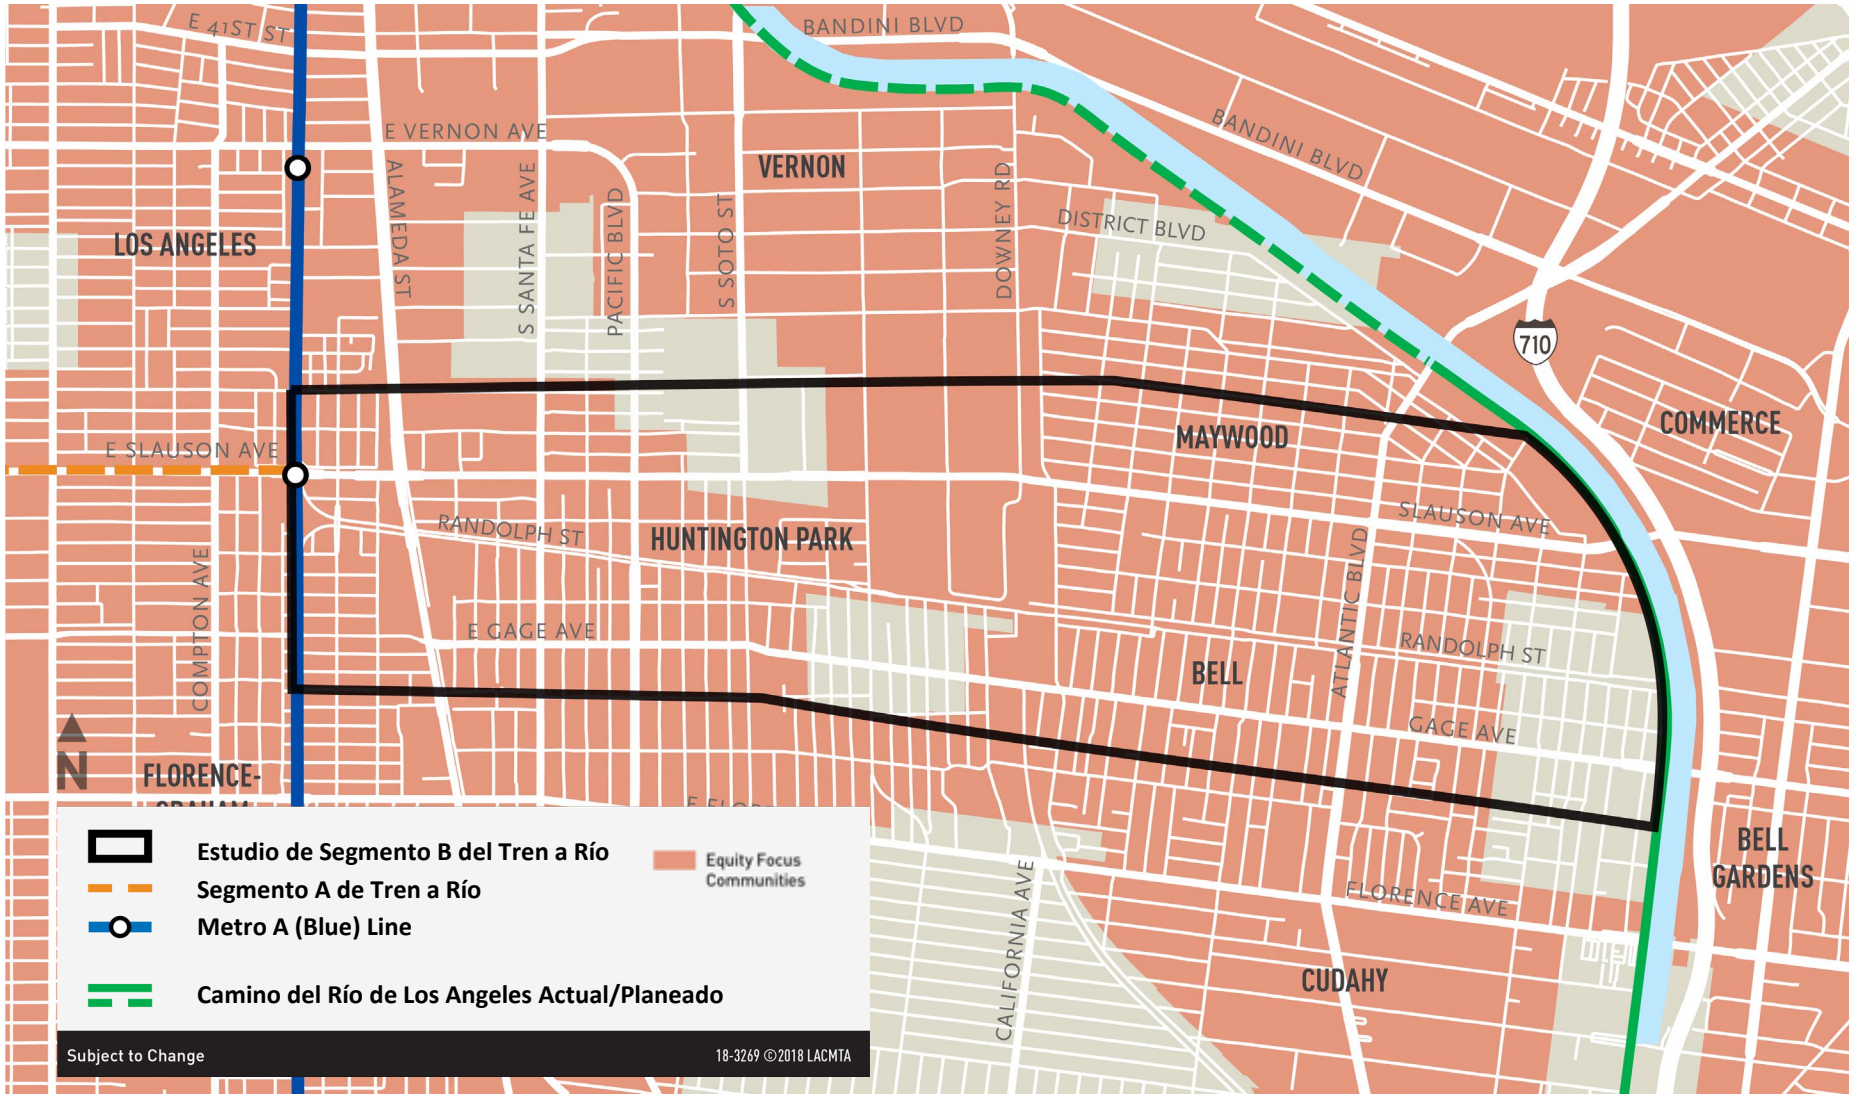 E 41ST ST
BANDINI BLVD
E VERNON AVE
BANDINI BLVD
VERNON
ALAMEDA ST
S SANTA FE AVE
PACIFIC BLVD
S SOTO ST
DOWNEY RD
DISTRICT BLVD
LOS ANGELES
710
COMMERCE
MAYWOOD
E SLAUSON AVE
SLAUSON AVE
RANDOLPH ST
HUNTINGTON PARK
COMPTON AVE
ATLANTIC BLVD
E GAGE AVE
RANDOLPH ST
BELL
GAGE AVE
N
FLORENCE-
BELL
GARDENS
FLORENCE AVE
CALIFORNIA AVE
CUDAHY
Estudio de Segmento B del Tren a Río
Segmento A de Tren a Río
Metro A (Blue) Line
Camino del Río de Los Angeles Actual/Planeado
Equity Focus
Communities
Subject to Change
18-3269 ©2018 LACMTA